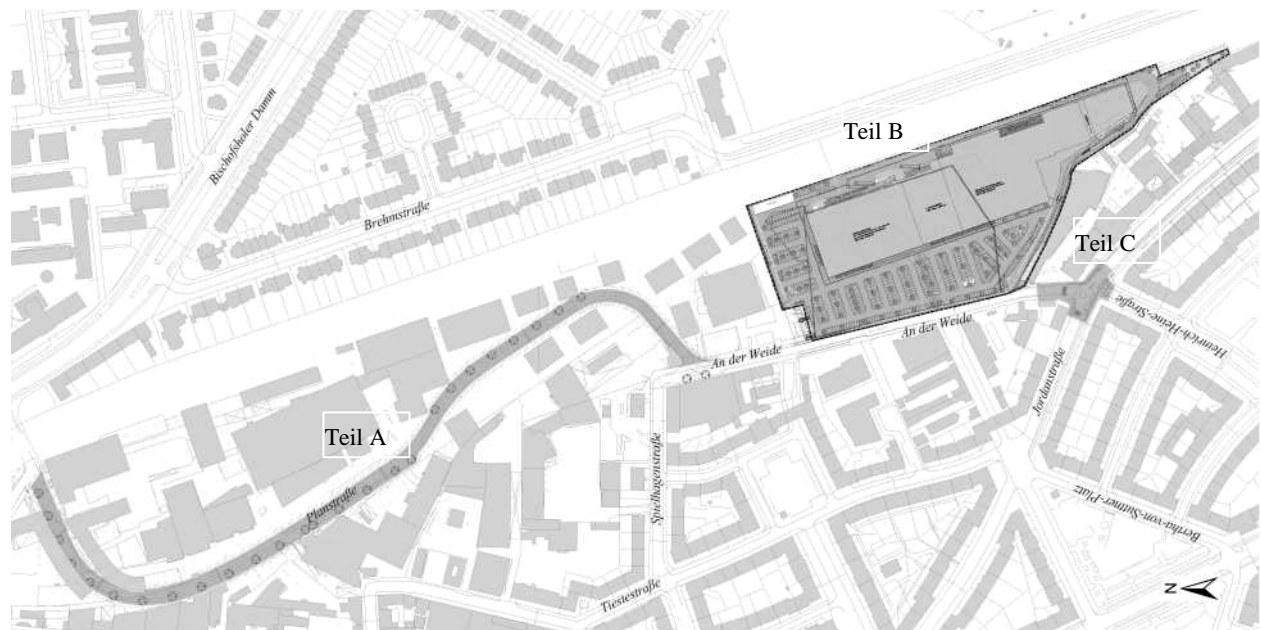 Teil B
Bischofsholer Damm
Brehmstraße
Teil C
Heinrich-Heine-Straße
An der Weide
An der Weide
Jordanstraße
Teil A
Planstraße
Spielhagenstraße
Bertha-von-Suttner-Platz
Tiestestraße
Z